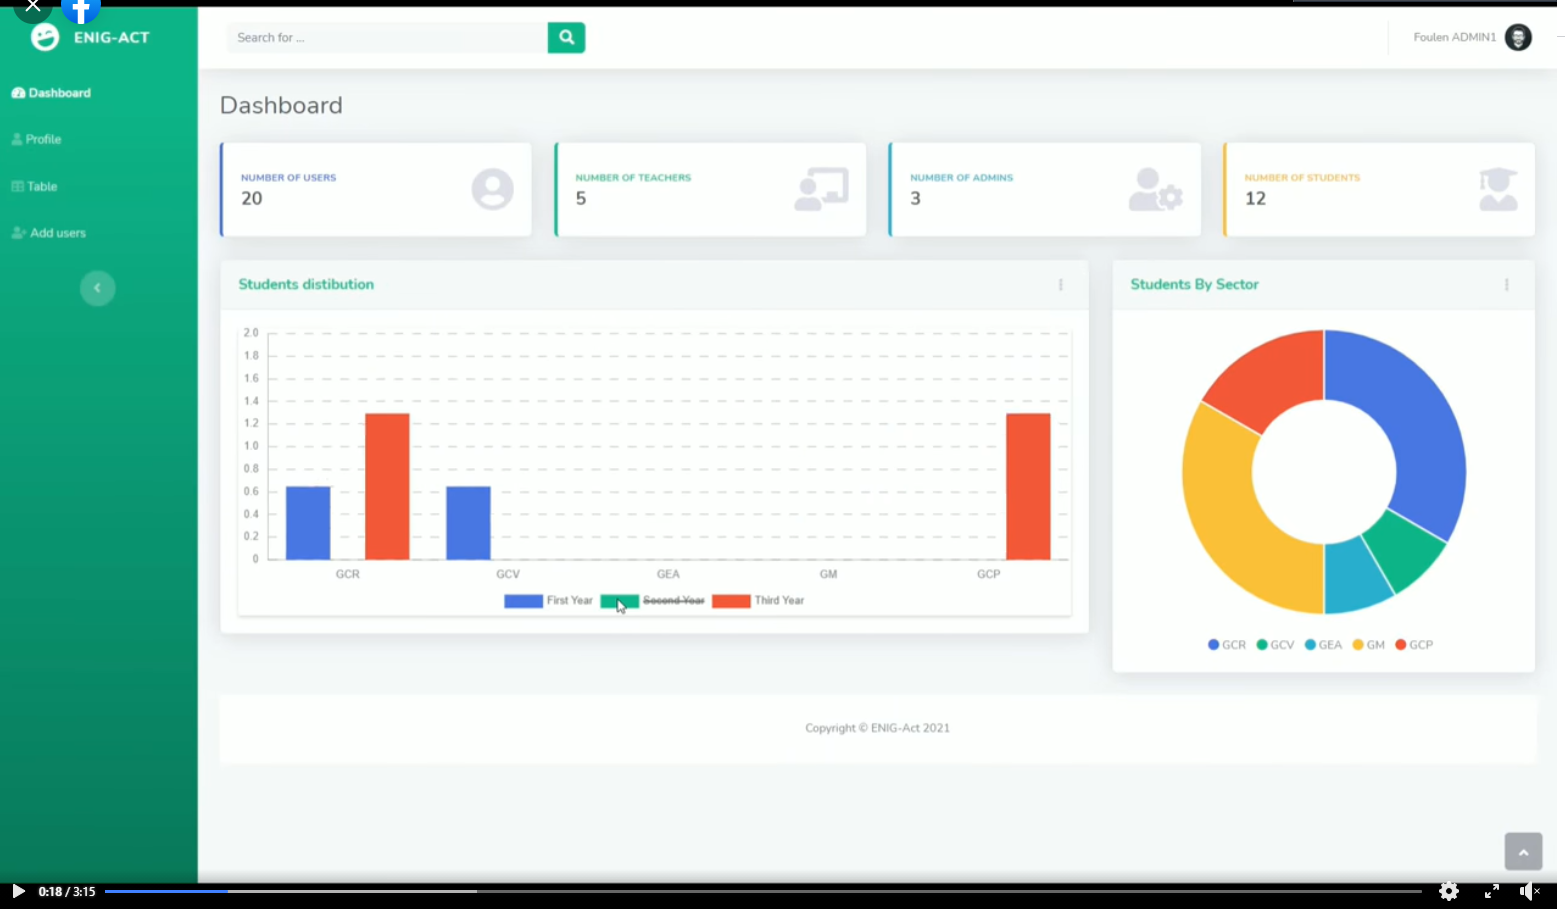 ENIG-ACT
Search for ...
Foulen ADMIN1
Dashboard
Profile
Table
Add users
Dashboard
NUMBER OF USERS
20
NUMBER OF TEACHERS
5
NUMBER OF ADMINS
3
NUMBER OF STUDENTS
12
Students distibution
2.0
1.8
1.6
1.4
1.2
1.0
0.8
0.6
0.4
0.2
0
GCR GCV GEA GM GCP
First Year Second Year Third Year
Students By Sector
GCR GCV GEA GM GCP
Copyright © ENIG-Act 2021
0:18 / 3:15